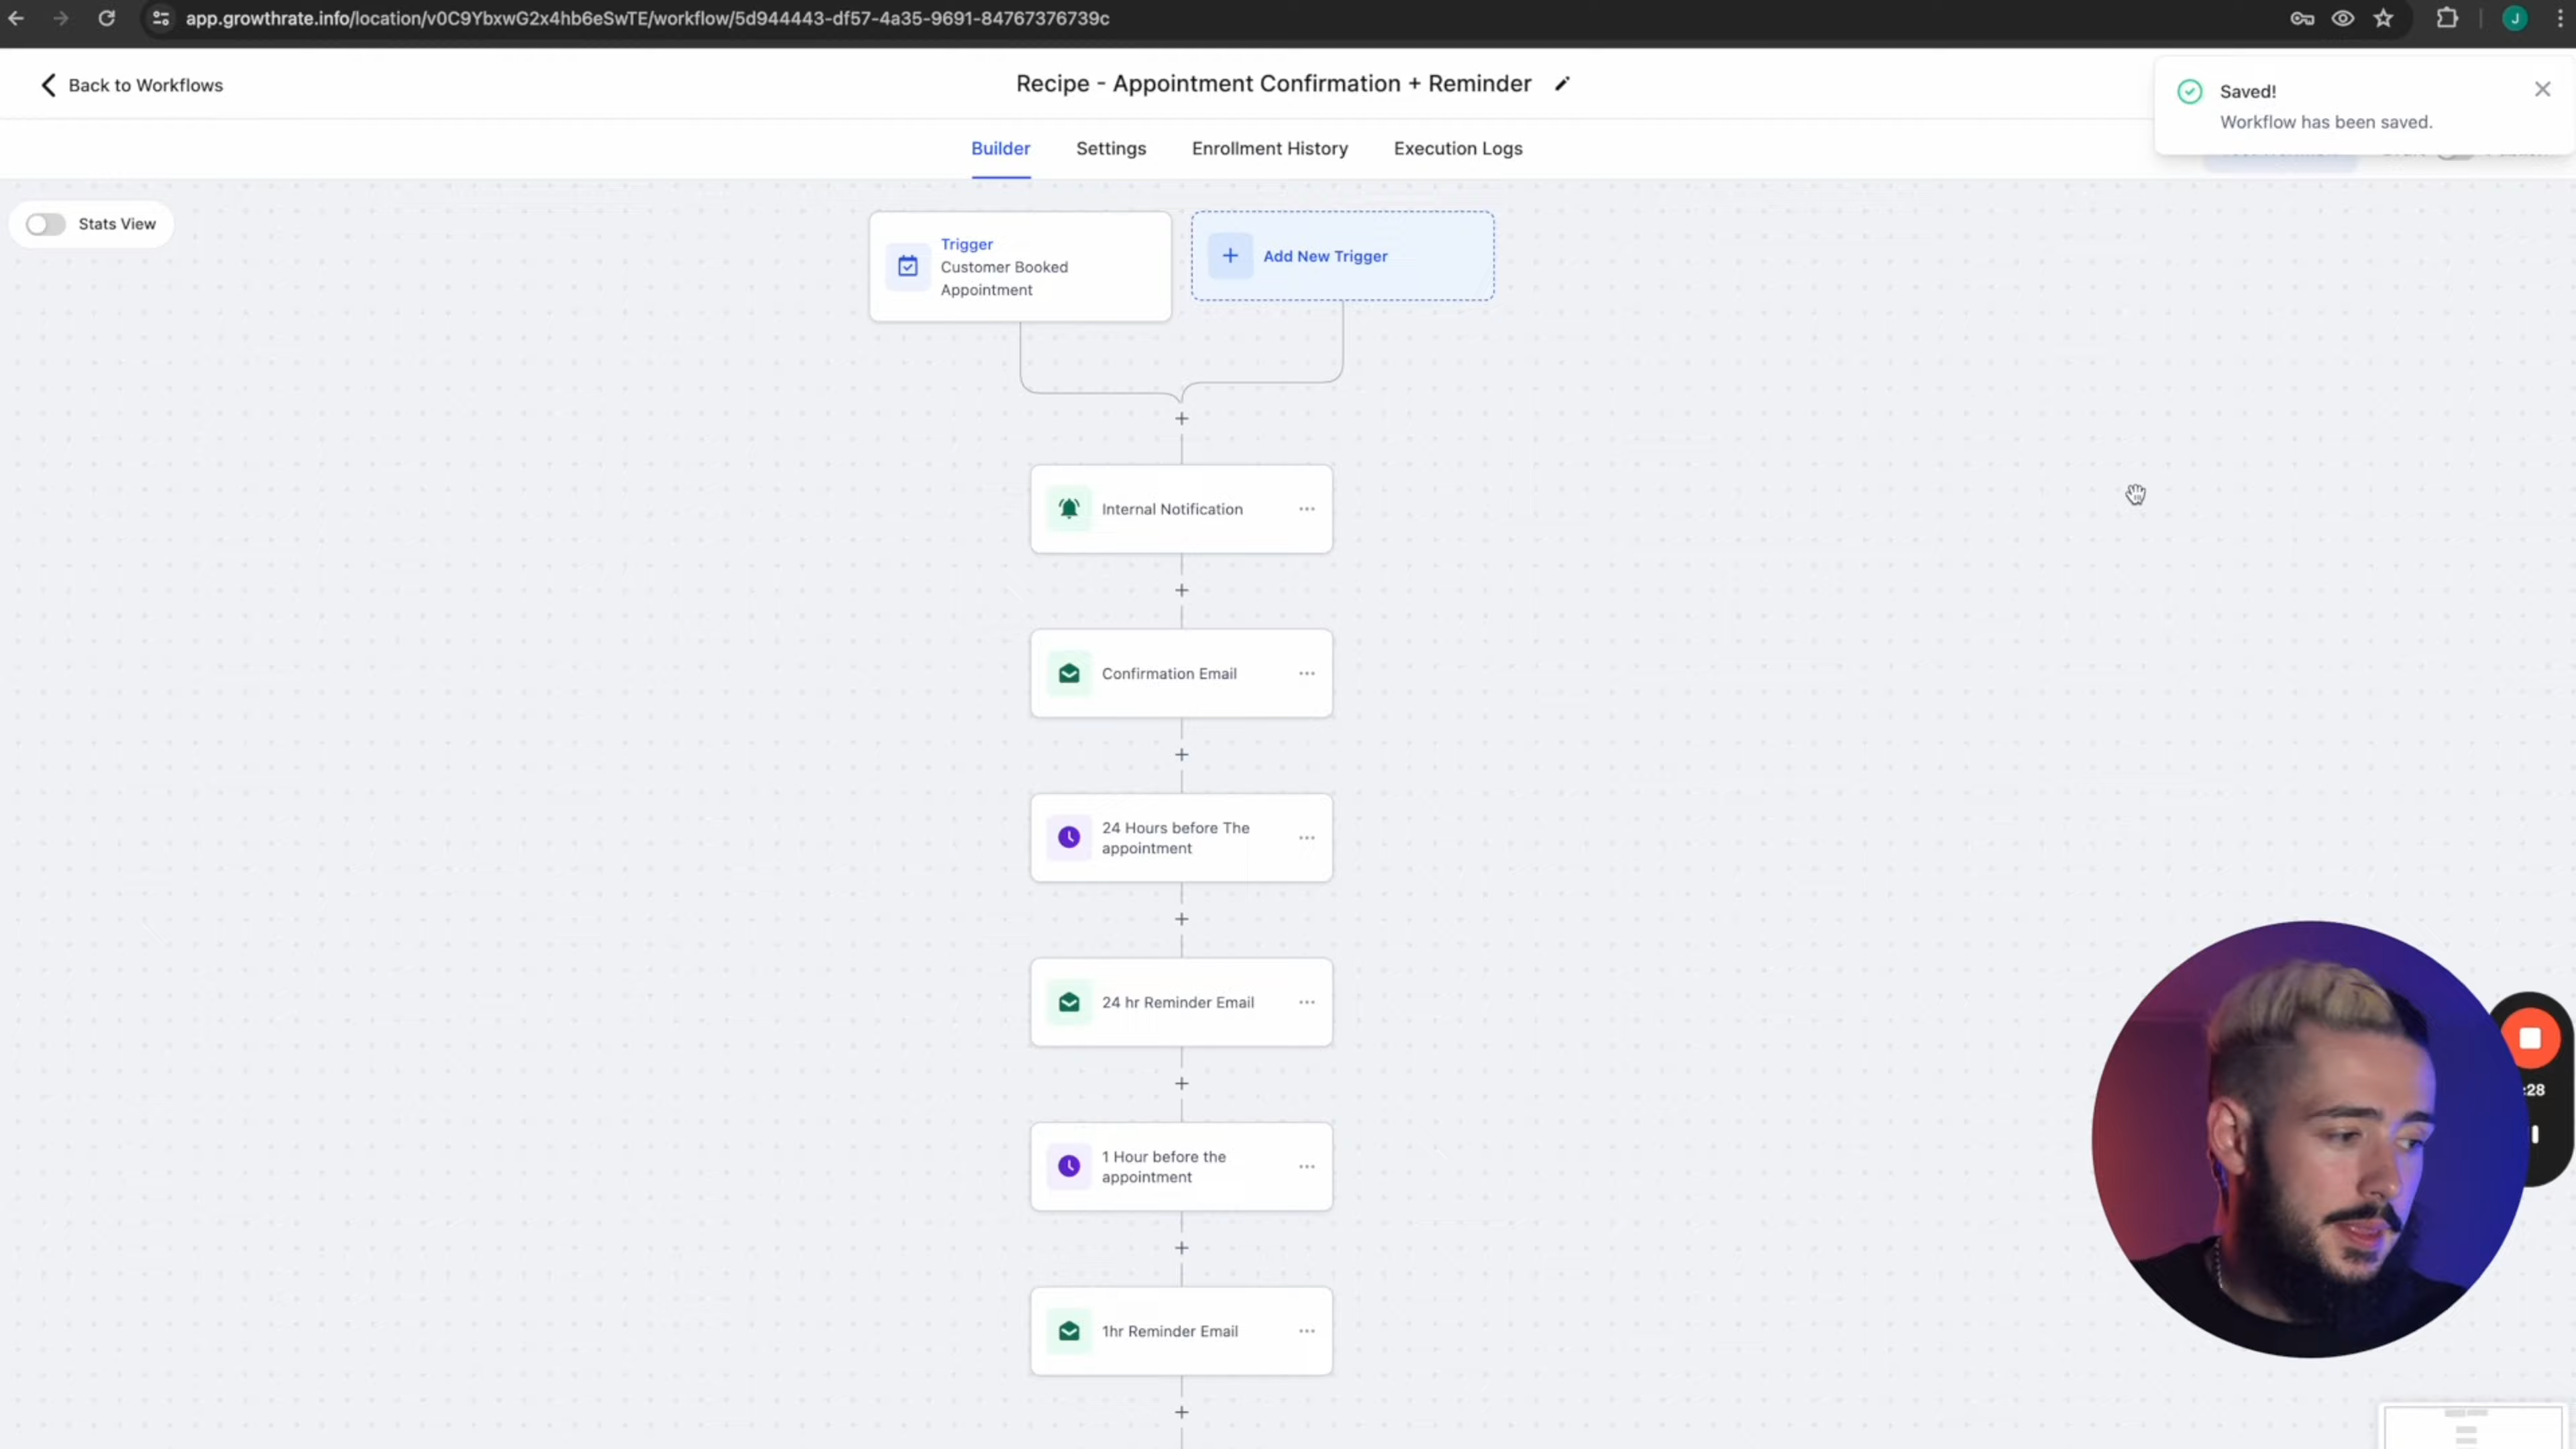 app.growthrate.info/location/v0C9YbxwG2x4hb6eSwTE/workflow/5d944443-df57-4a35-9691-84767376739c
J
Back to Workflows
Recipe - Appointment Confirmation + Reminder
Saved!
Workflow has been saved.
Builder
Settings
Enrollment History
Execution Logs
Stats View
Trigger
Customer Booked
Appointment
Add New Trigger
Internal Notification
Confirmation Email
24 Hours before The
appointment
24 hr Reminder Email
1 Hour before the
appointment
1hr Reminder Email
:28